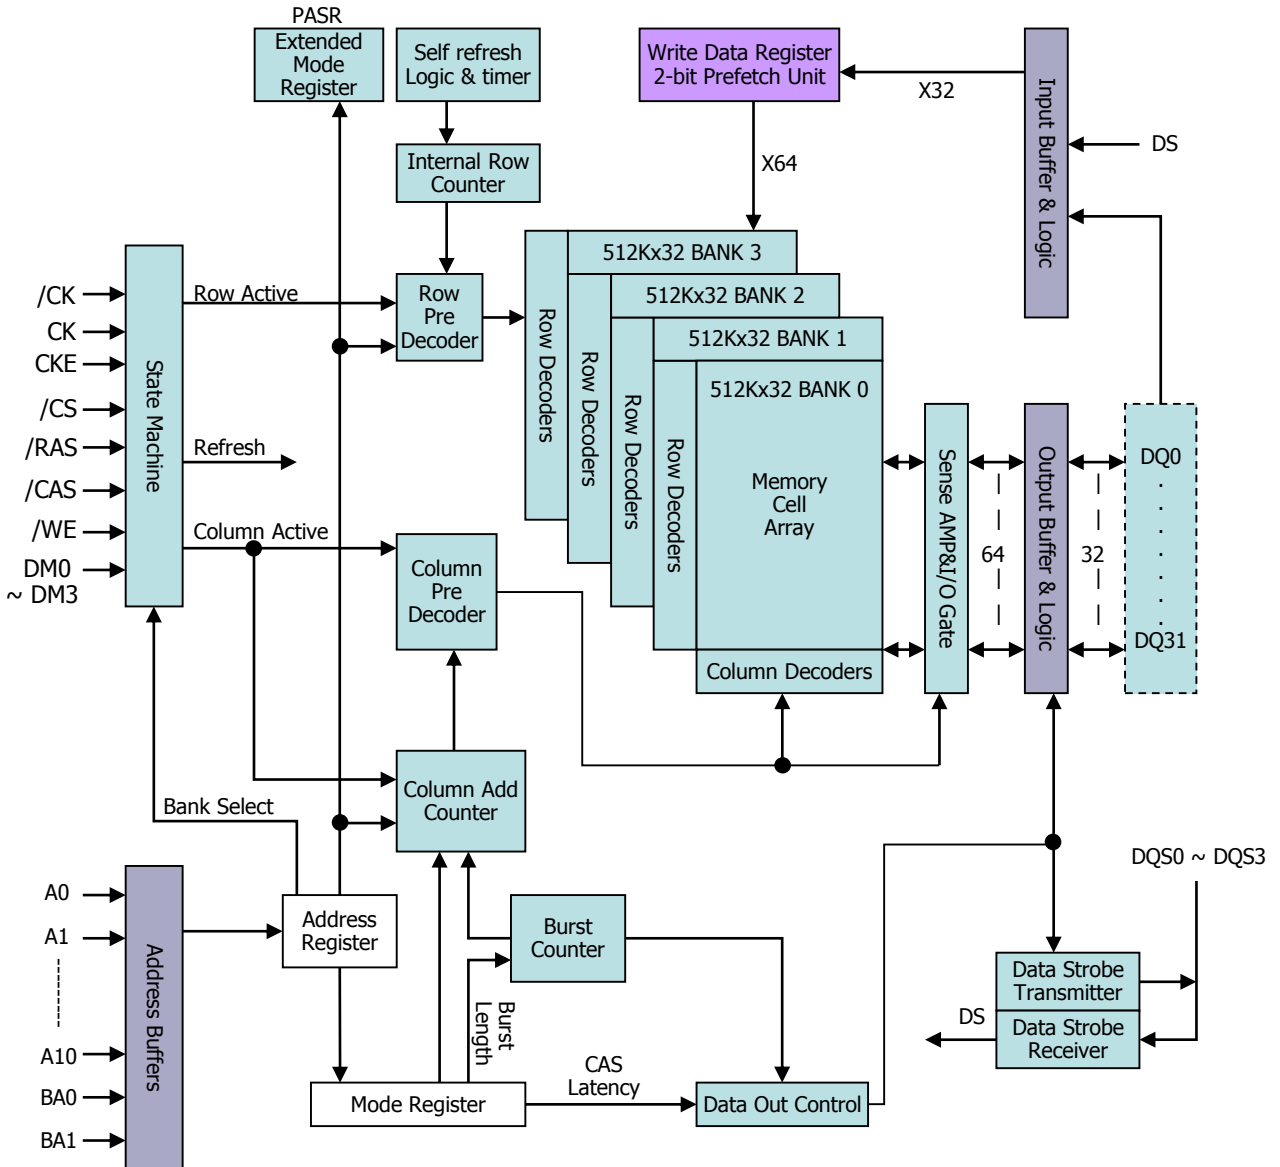 PASR
Extended
Mode
Register
Self refresh
Logic & timer
Write Data Register
2-bit Prefetch Unit
X32
Input Buffer & Logic
DS
Internal Row
Counter
X64
512Kx32 BANK 3
512Kx32 BANK 2
512Kx32 BANK 1
512Kx32 BANK 0
Row Decoders
Row Decoders
Row Decoders
Row Decoders
Memory
Cell
Array
Column Decoders
/CK
CK
CKE
/CS
/RAS
/CAS
/WE
DM0
~ DM3
State Machine
Row Active
Refresh
Column Active
Row
Pre
Decoder
Column
Pre
Decoder
Sense AMP&I/O Gate
64
Output Buffer & Logic
32
DQ0
DQ31
Bank Select
Column Add
Counter
A0
A1
A10
BA0
BA1
Address Buffers
Address
Register
Burst
Counter
Burst
Length
Mode Register
CAS
Latency
Data Out Control
DQS0 ~ DQS3
Data Strobe
Transmitter
Data Strobe
Receiver
DS